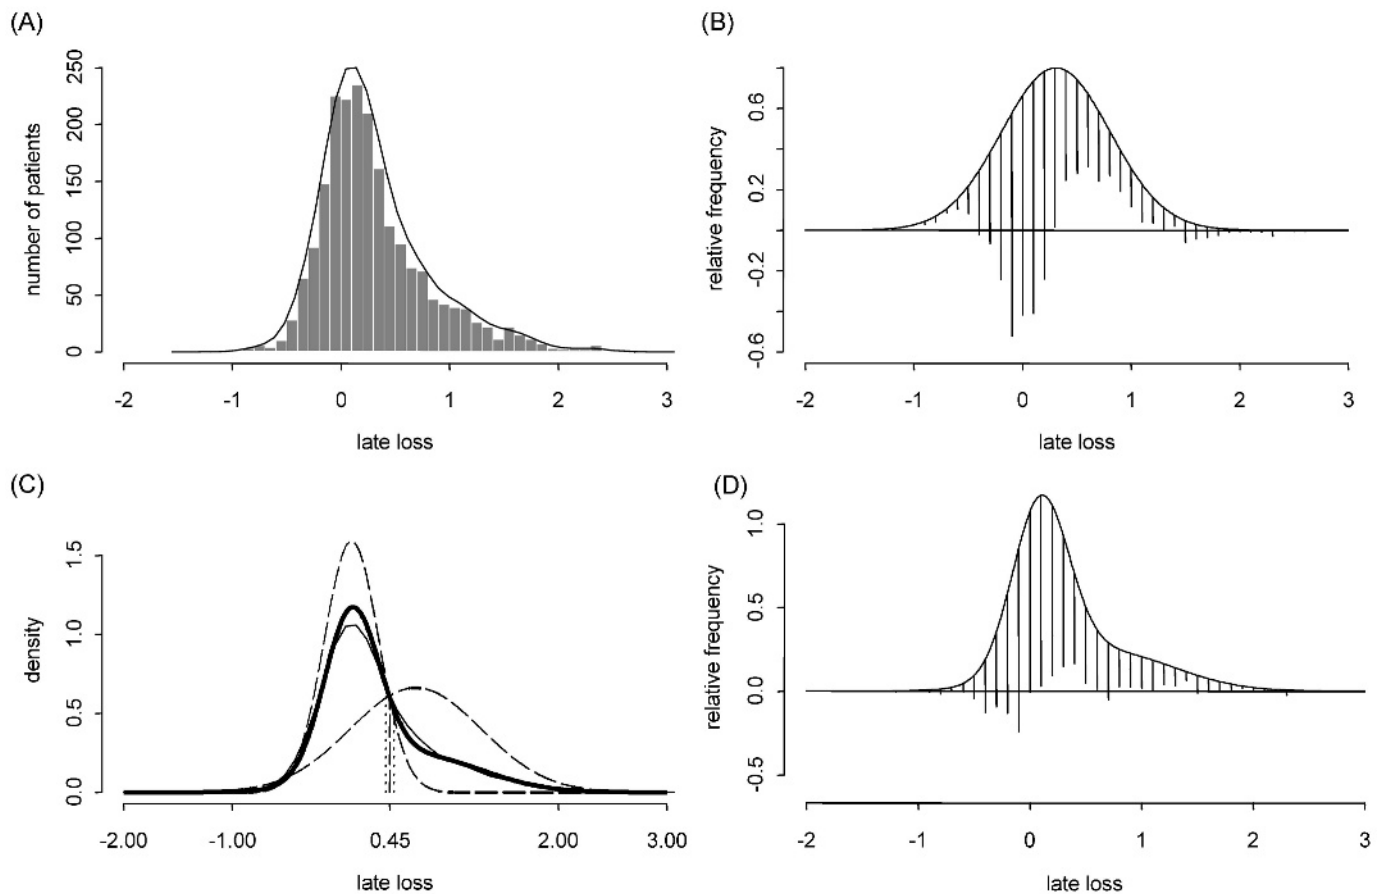 (A)
250
200
150
100
50
0
number of patients
-2 -1 0 1 2 3
late loss
(B)
0.6
0.2
-0.2
-0.6
relative frequency
-2 -1 0 1 2 3
late loss
(C)
1.5
1.0
0.5
0.0
density
-2.00 -1.00 0.45 2.00 3.00
late loss
(D)
1.0
0.5
0.0
-0.5
relative frequency
-2 -1 0 1 2 3
late loss